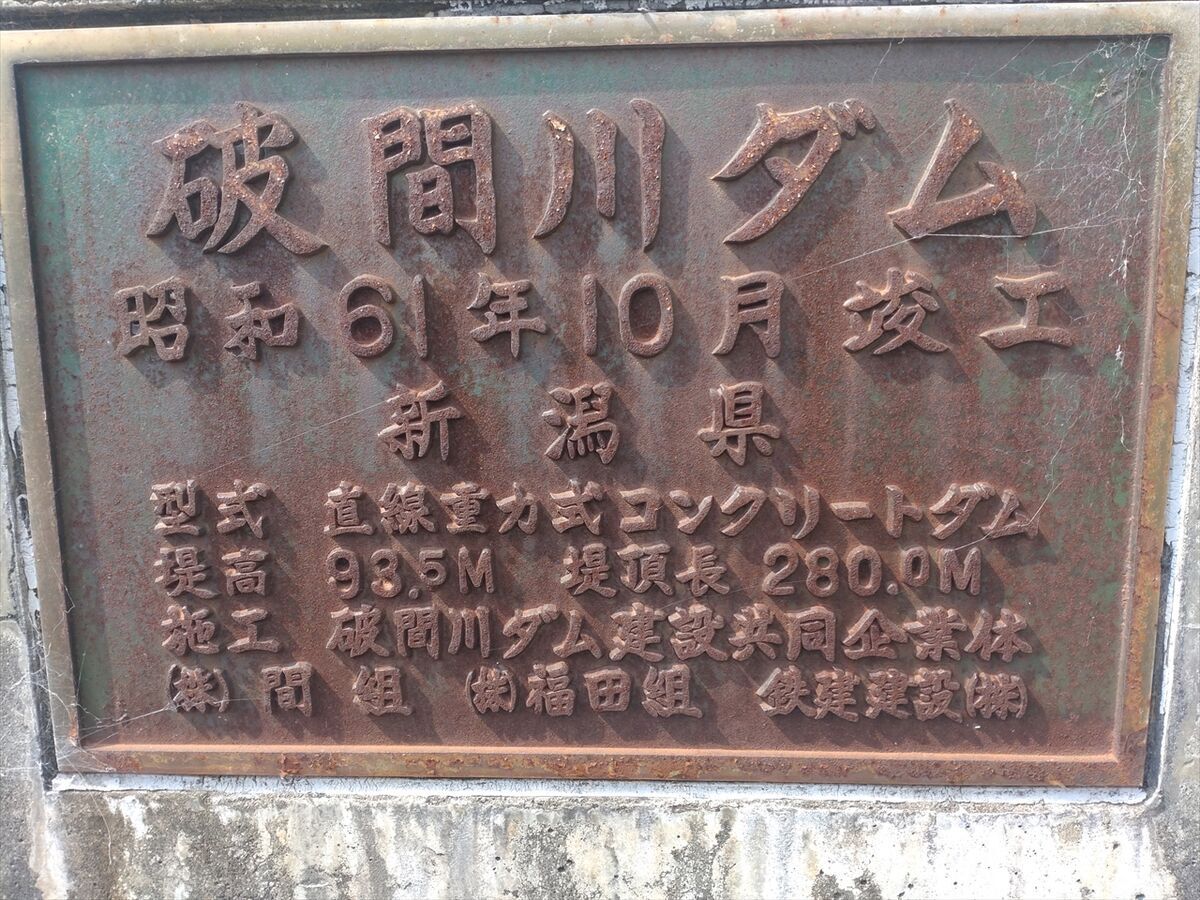 破間川ダム
昭和61年10月竣工
新潟県
型式 直線重力式コンクリートダム
堤高 93.5M 堤頂長 280.0M
施工 破間川ダム建設共同企業体
㈱間組 ㈱福田組 鉄建建設㈱